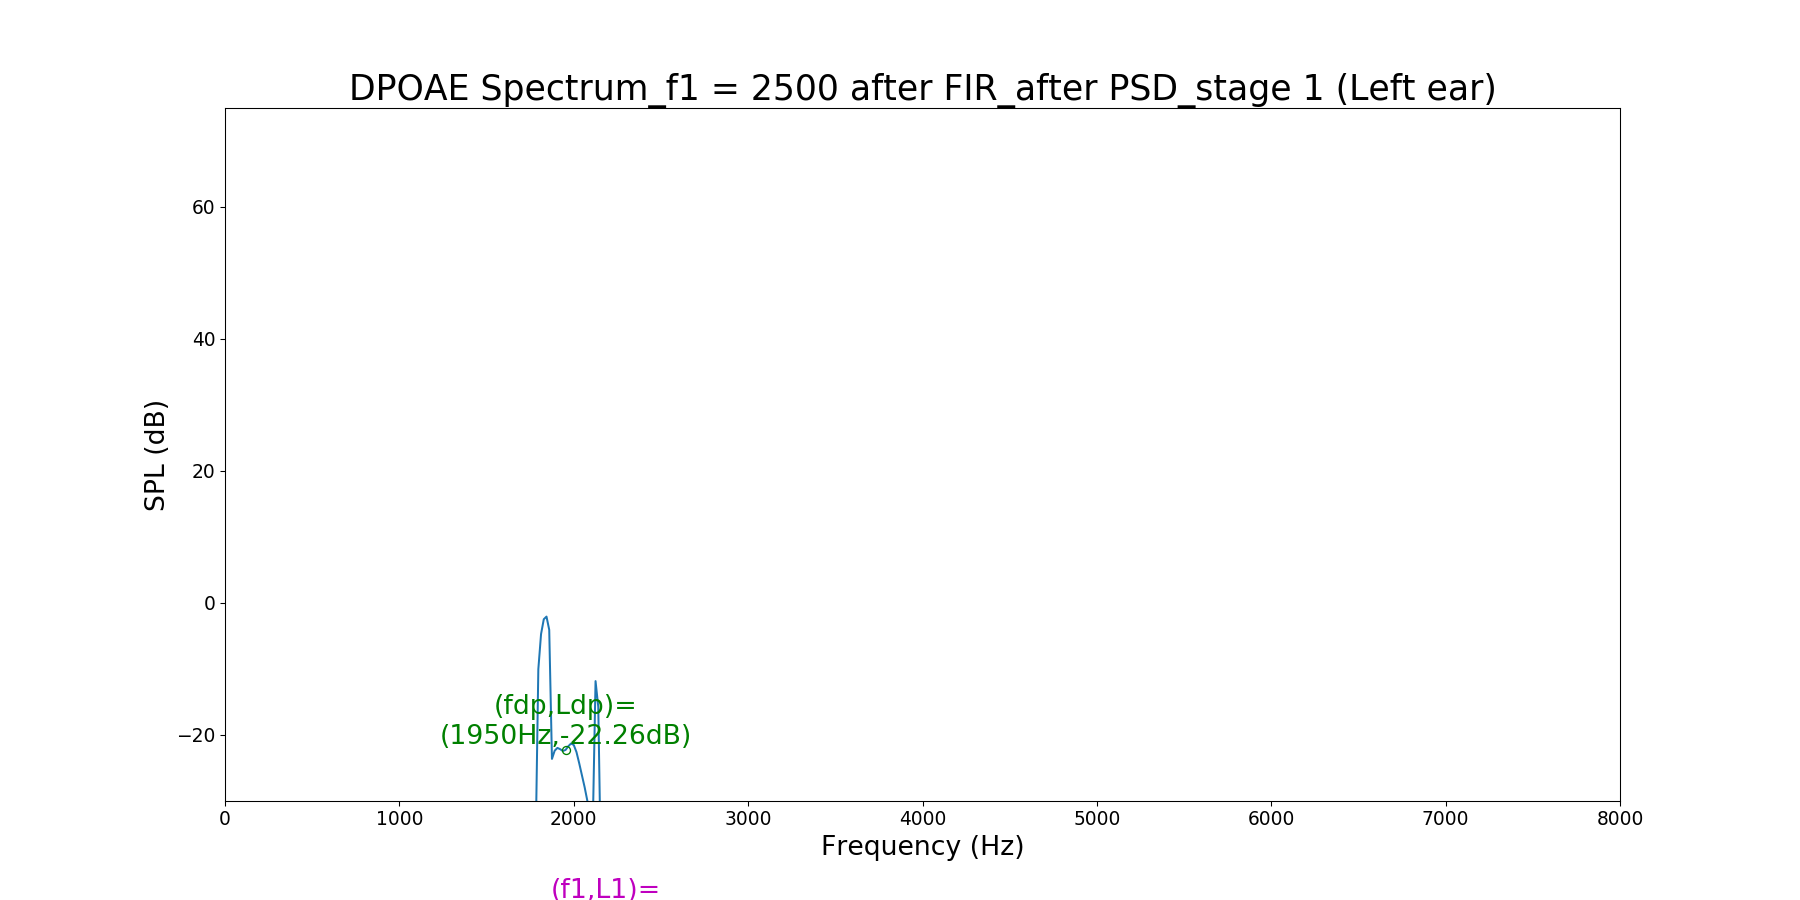 DPOAE Spectrum_f1 = 2500 after FIR_after PSD_stage 1 (Left ear)
60
40
20
0
−20
SPL (dB)
(fdp,Ldp)=
(1950Hz,-22.26dB)
0 1000 2000 3000 4000 5000 6000 7000 8000
Frequency (Hz)
(f1,L1)=